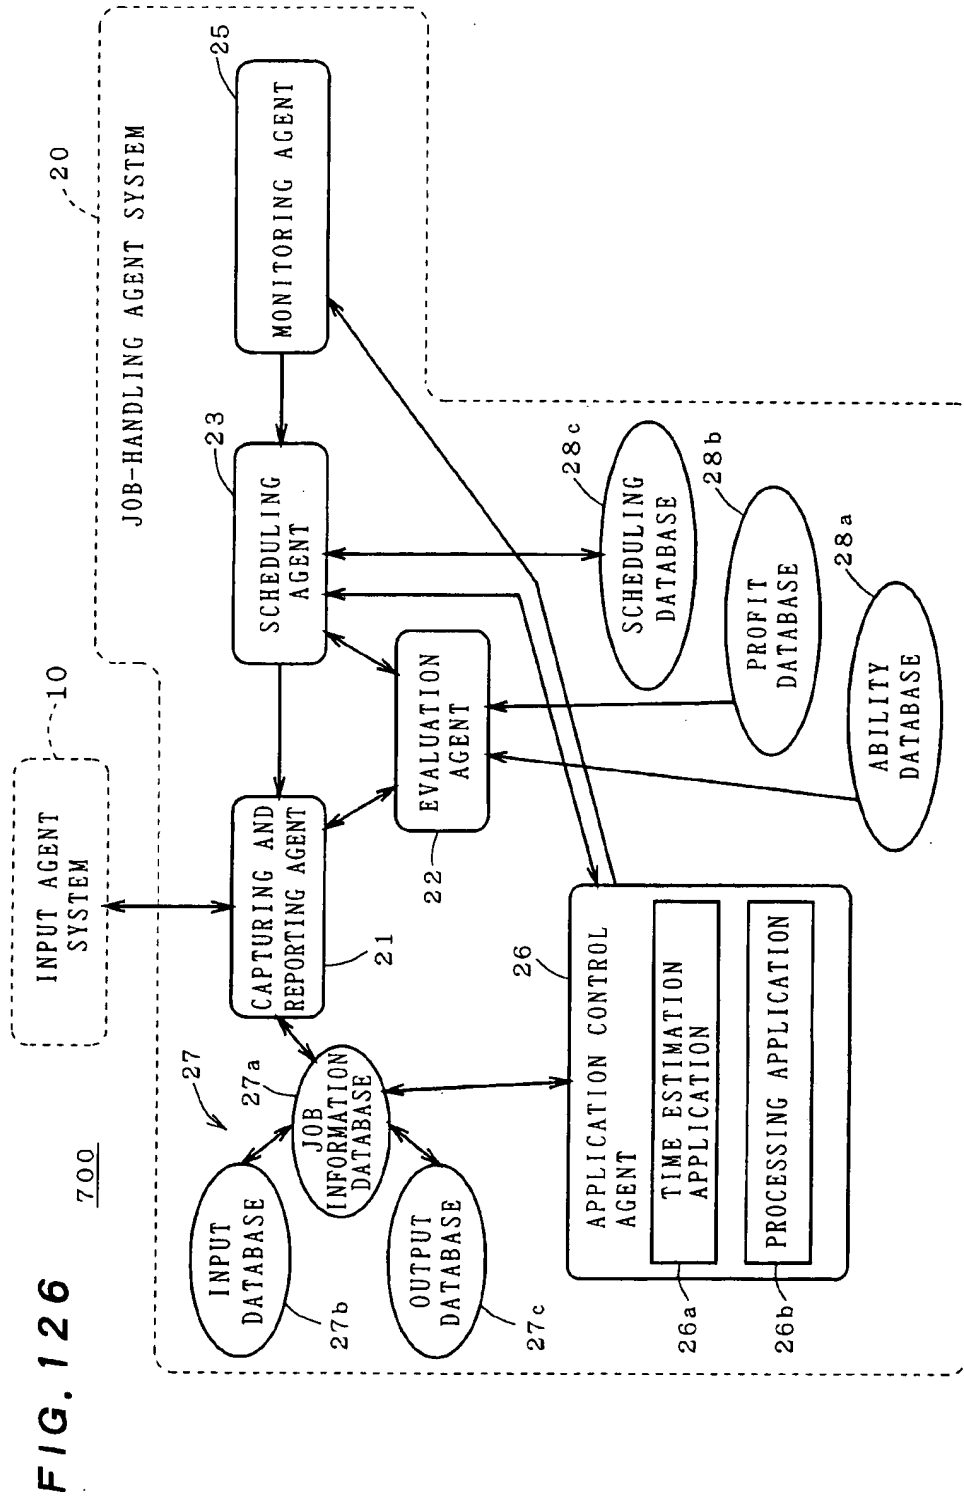 FIG. 126
700
INPUT AGENT
SYSTEM
10
20
JOB-HANDLING AGENT SYSTEM
27
INPUT
DATABASE
27b
27a
JOB
INFORMATION
DATABASE
OUTPUT
DATABASE
27c
CAPTURING AND
REPORTING AGENT
21
SCHEDULING
AGENT
23
MONITORING AGENT
25
EVALUATION
AGENT
22
APPLICATION CONTROL
AGENT
26
TIME ESTIMATION
APPLICATION
26a
PROCESSING APPLICATION
26b
SCHEDULING
DATABASE
28c
PROFIT
DATABASE
28b
ABILITY
DATABASE
28a